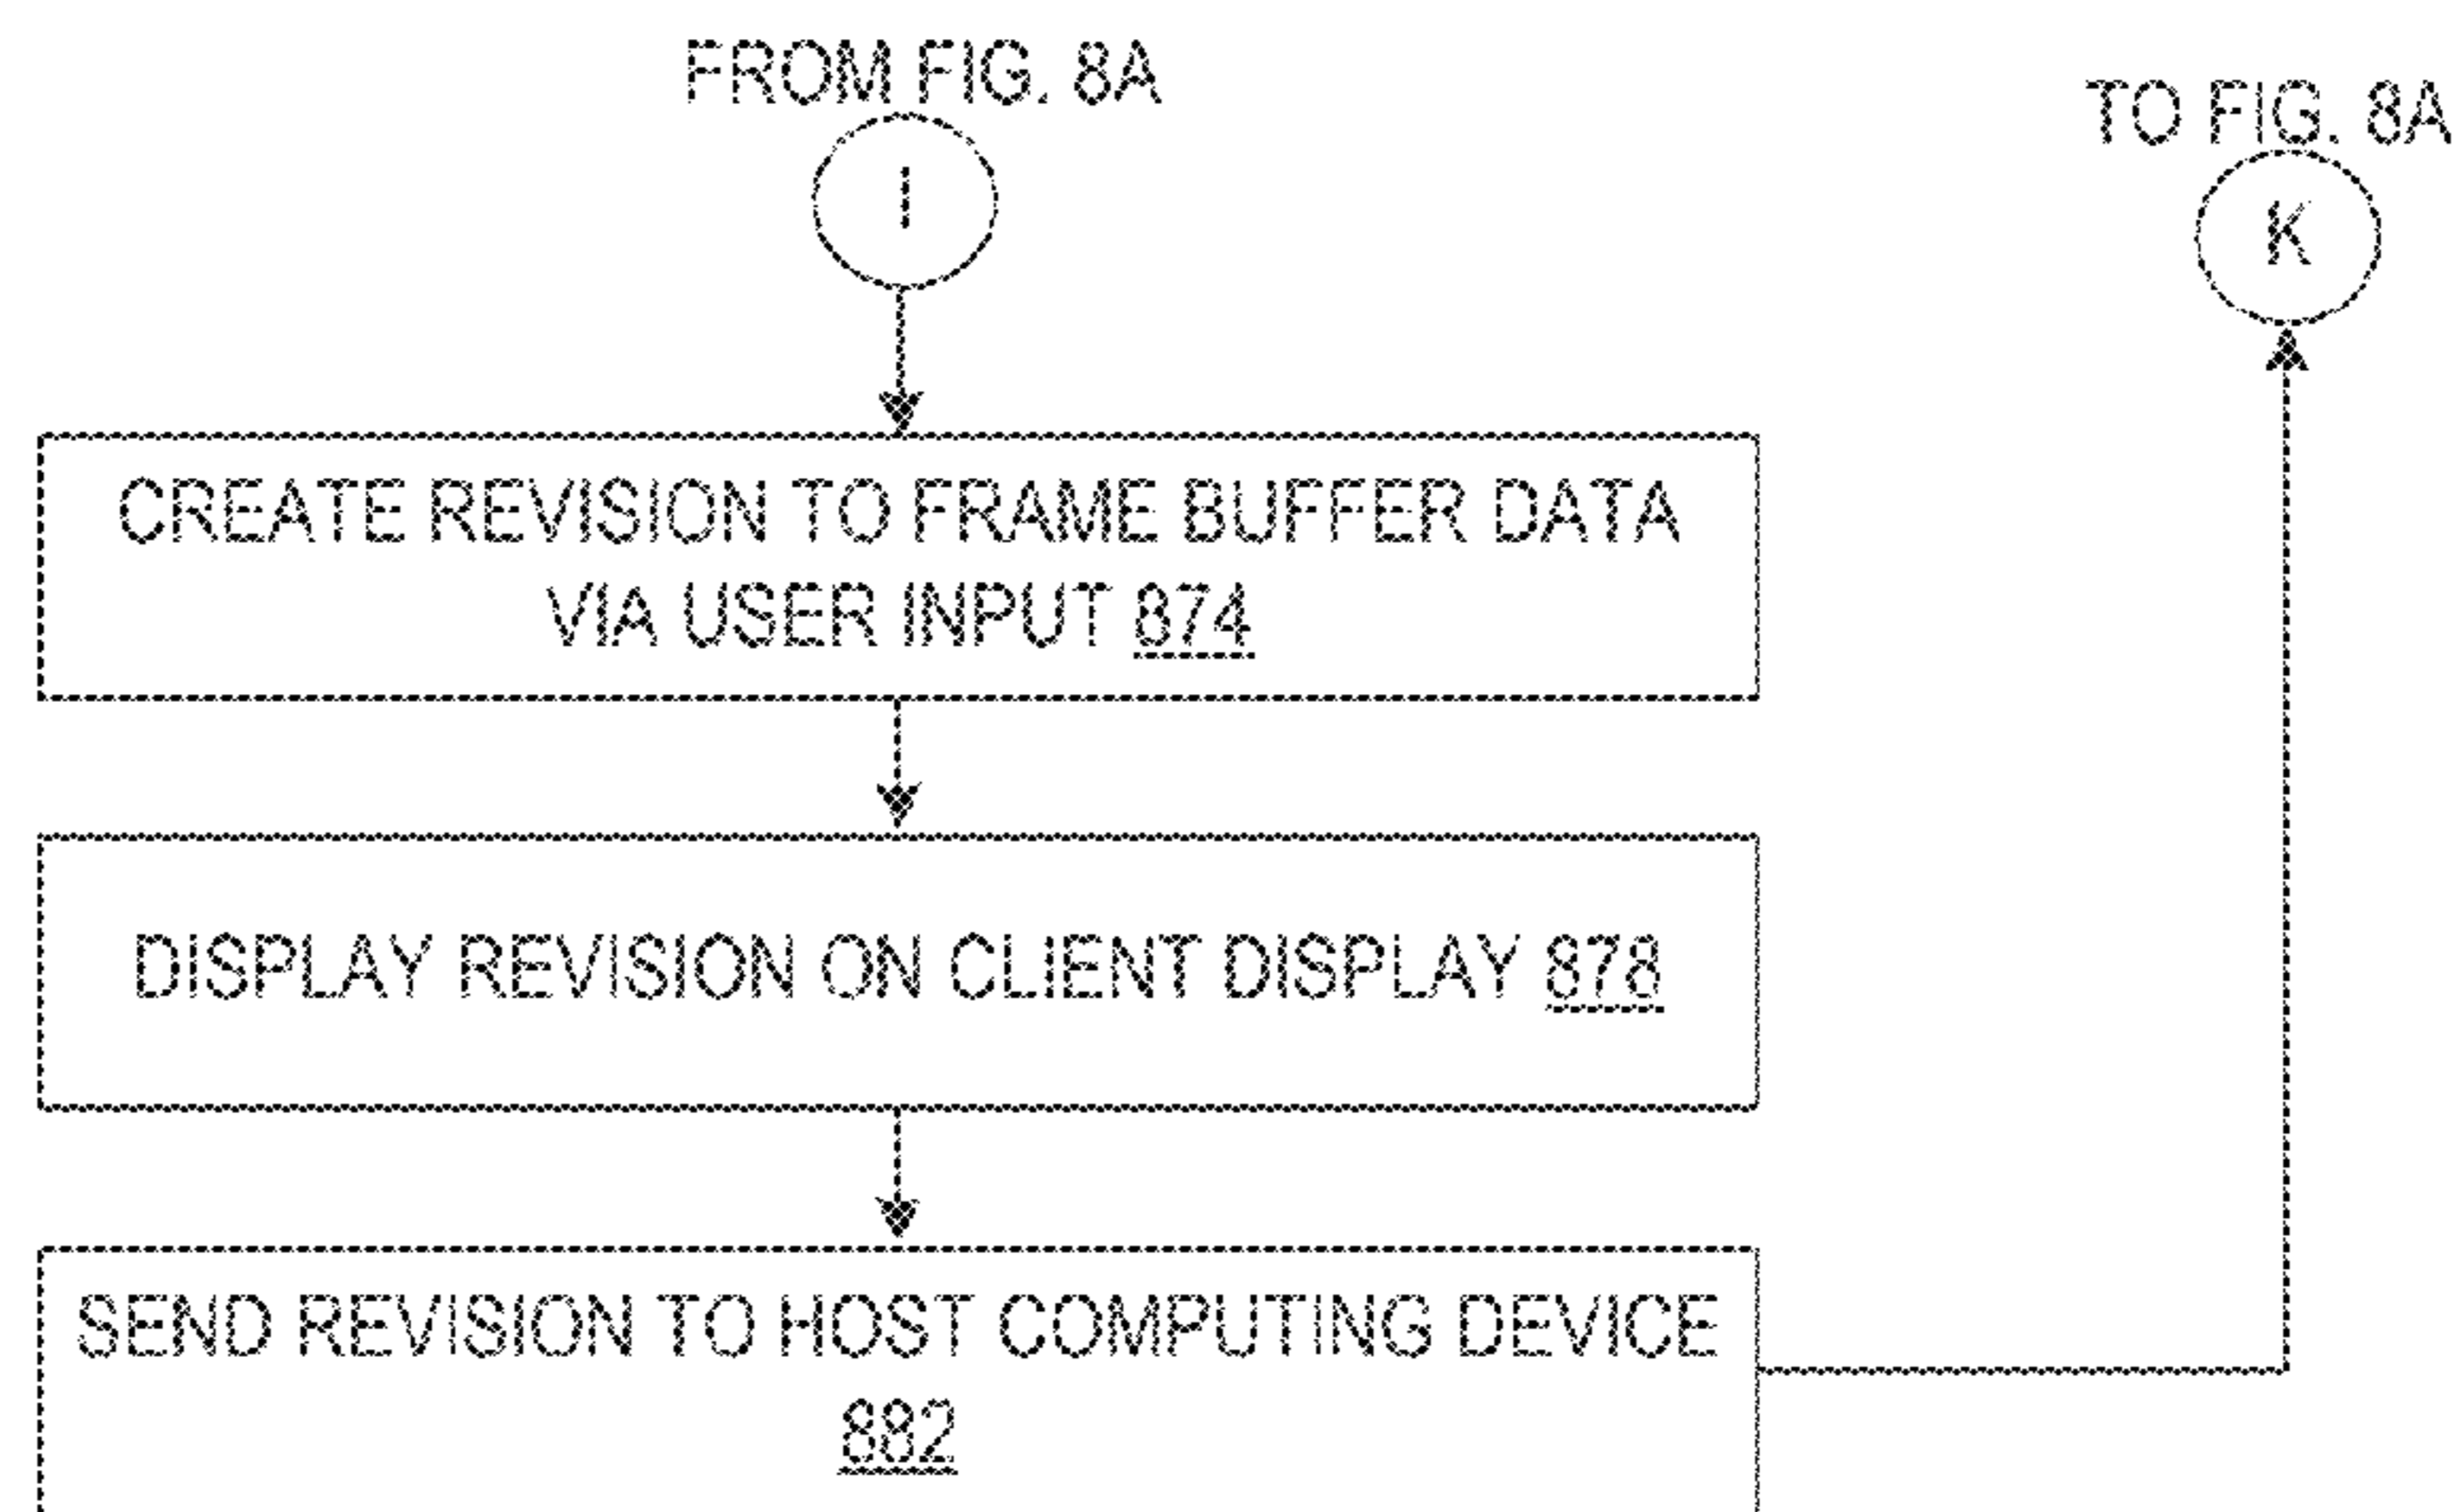 FROM FIG. 8A
I
TO FIG. 8A
K
CREATE REVISION TO FRAME BUFFER DATA
VIA USER INPUT 874
DISPLAY REVISION ON CLIENT DISPLAY 878
SEND REVISION TO HOST COMPUTING DEVICE
882